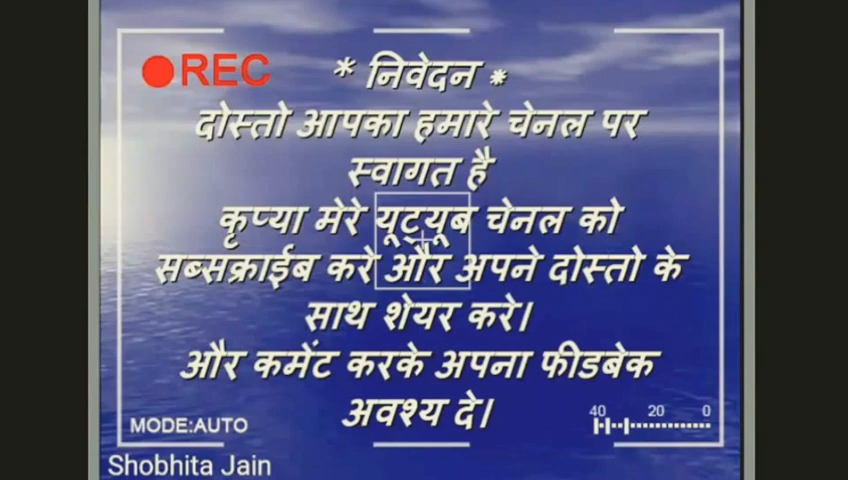 REC
* निवेदन *
दोस्तो आपका हमारे चेनल पर
स्वागत है
कृप्या मेरे यूट्यूब चेनल को
सब्सक्राईब करे और अपने दोस्तो के
साथ शेयर करे।
और कमेंट करके अपना फीडबेक
अवश्य दे।
MODE:AUTO
40 20 0
Shobhita Jain